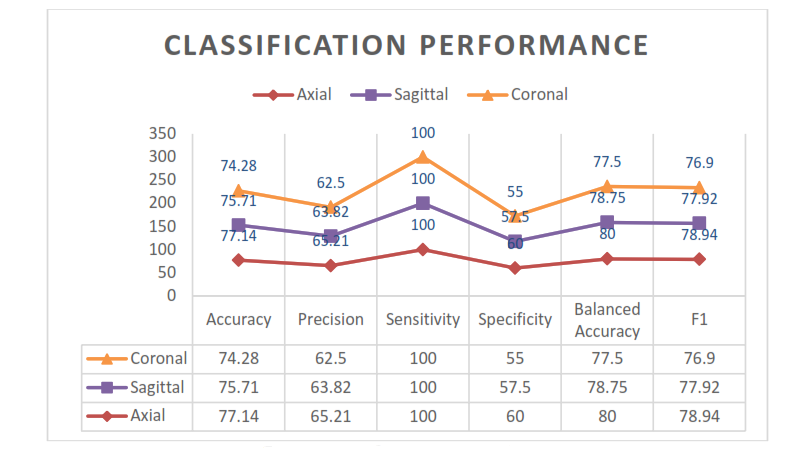 CLASSIFICATION PERFORMANCE
Axial Sagittal Coronal
350
300
250
200
150
100
50
0
74.28 62.5 100 55 77.5 76.9
75.71 63.82 100 57.5 78.75 77.92
77.14 65.21 100 60 80 78.94
Accuracy Precision Sensitivity Specificity Balanced Accuracy F1
Coronal 74.28 62.5 100 55 77.5 76.9
Sagittal 75.71 63.82 100 57.5 78.75 77.92
Axial 77.14 65.21 100 60 80 78.94